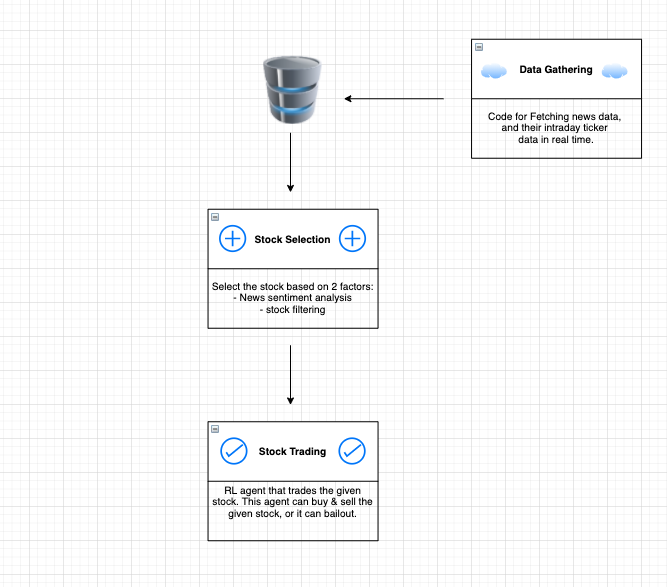 Data Gathering
Code for Fetching news data,
and their intraday ticker
data in real time.
Stock Selection
Select the stock based on 2 factors:
- News sentiment analysis
- stock filtering
Stock Trading
RL agent that trades the given
stock. This agent can buy & sell the
given stock, or it can bailout.